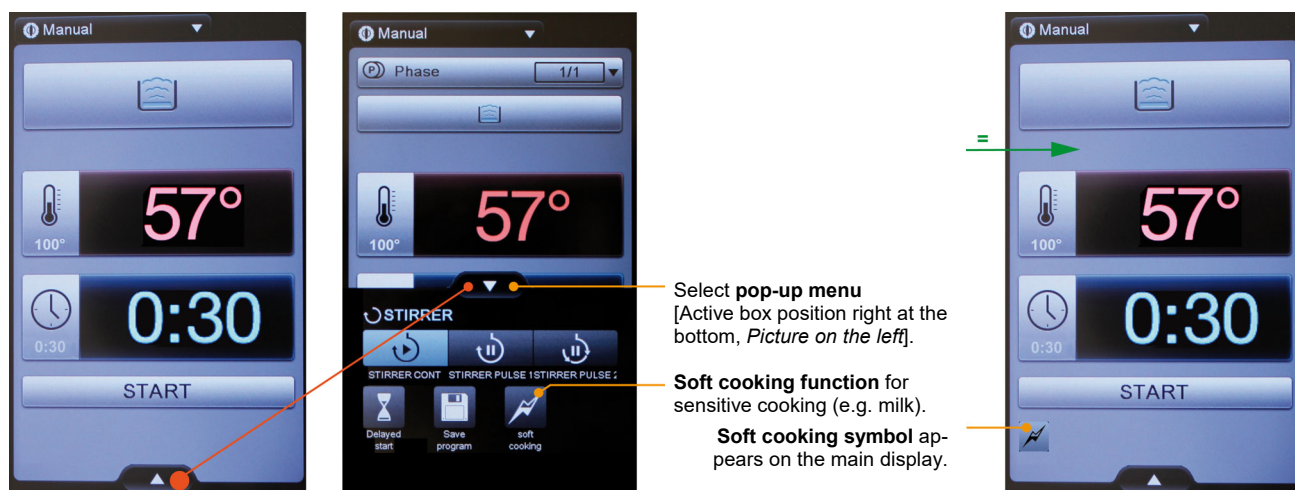 Manual
100°
57°
0:30
0:30
START
Manual
P Phase 1/1
100°
57°
STIRRER
STIRRER CONT STIRRER PULSE 1 STIRRER PULSE 2
Delayed
start
Save
program
soft
cooking
Select pop-up menu
[Active box position right at the
bottom, Picture on the left].
Soft cooking function for
sensitive cooking (e.g. milk).
Soft cooking symbol ap-
pears on the main display.
=
Manual
100°
57°
0:30
0:30
START